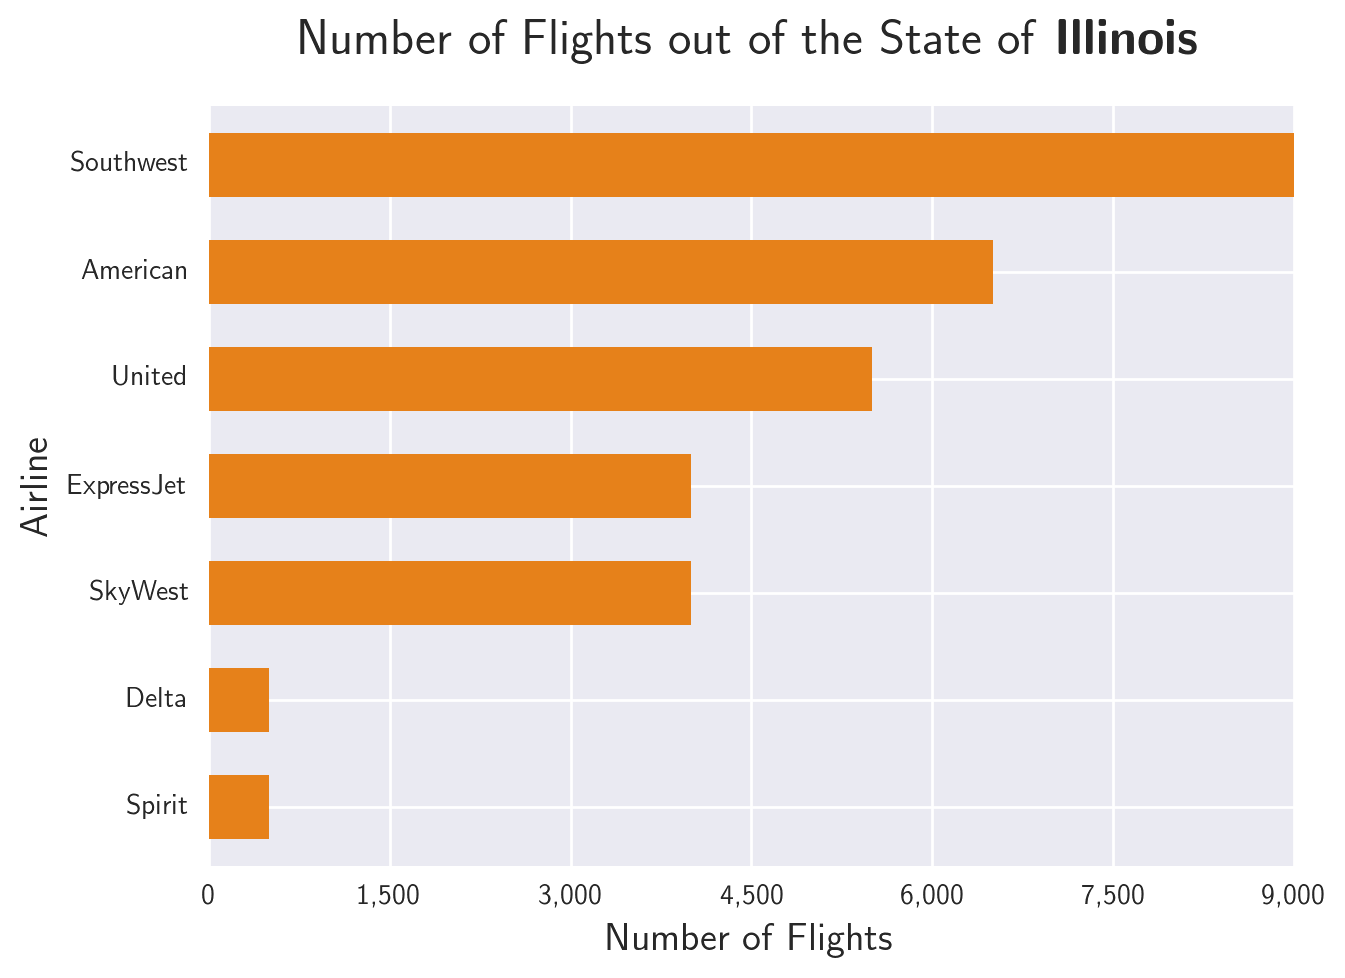 Number of Flights out of the State of Illinois
Southwest
American
United
ExpressJet
SkyWest
Delta
Spirit
Airline
0 1,500 3,000 4,500 6,000 7,500 9,000
Number of Flights